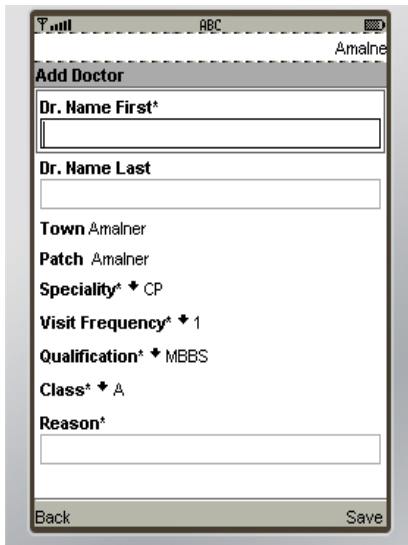 ABC
Amalne
Add Doctor
Dr. Name First*
Dr. Name Last
Town Amalner
Patch Amalner
Speciality* CP
Visit Frequency* 1
Qualification* MBBS
Class* A
Reason*
Back Save